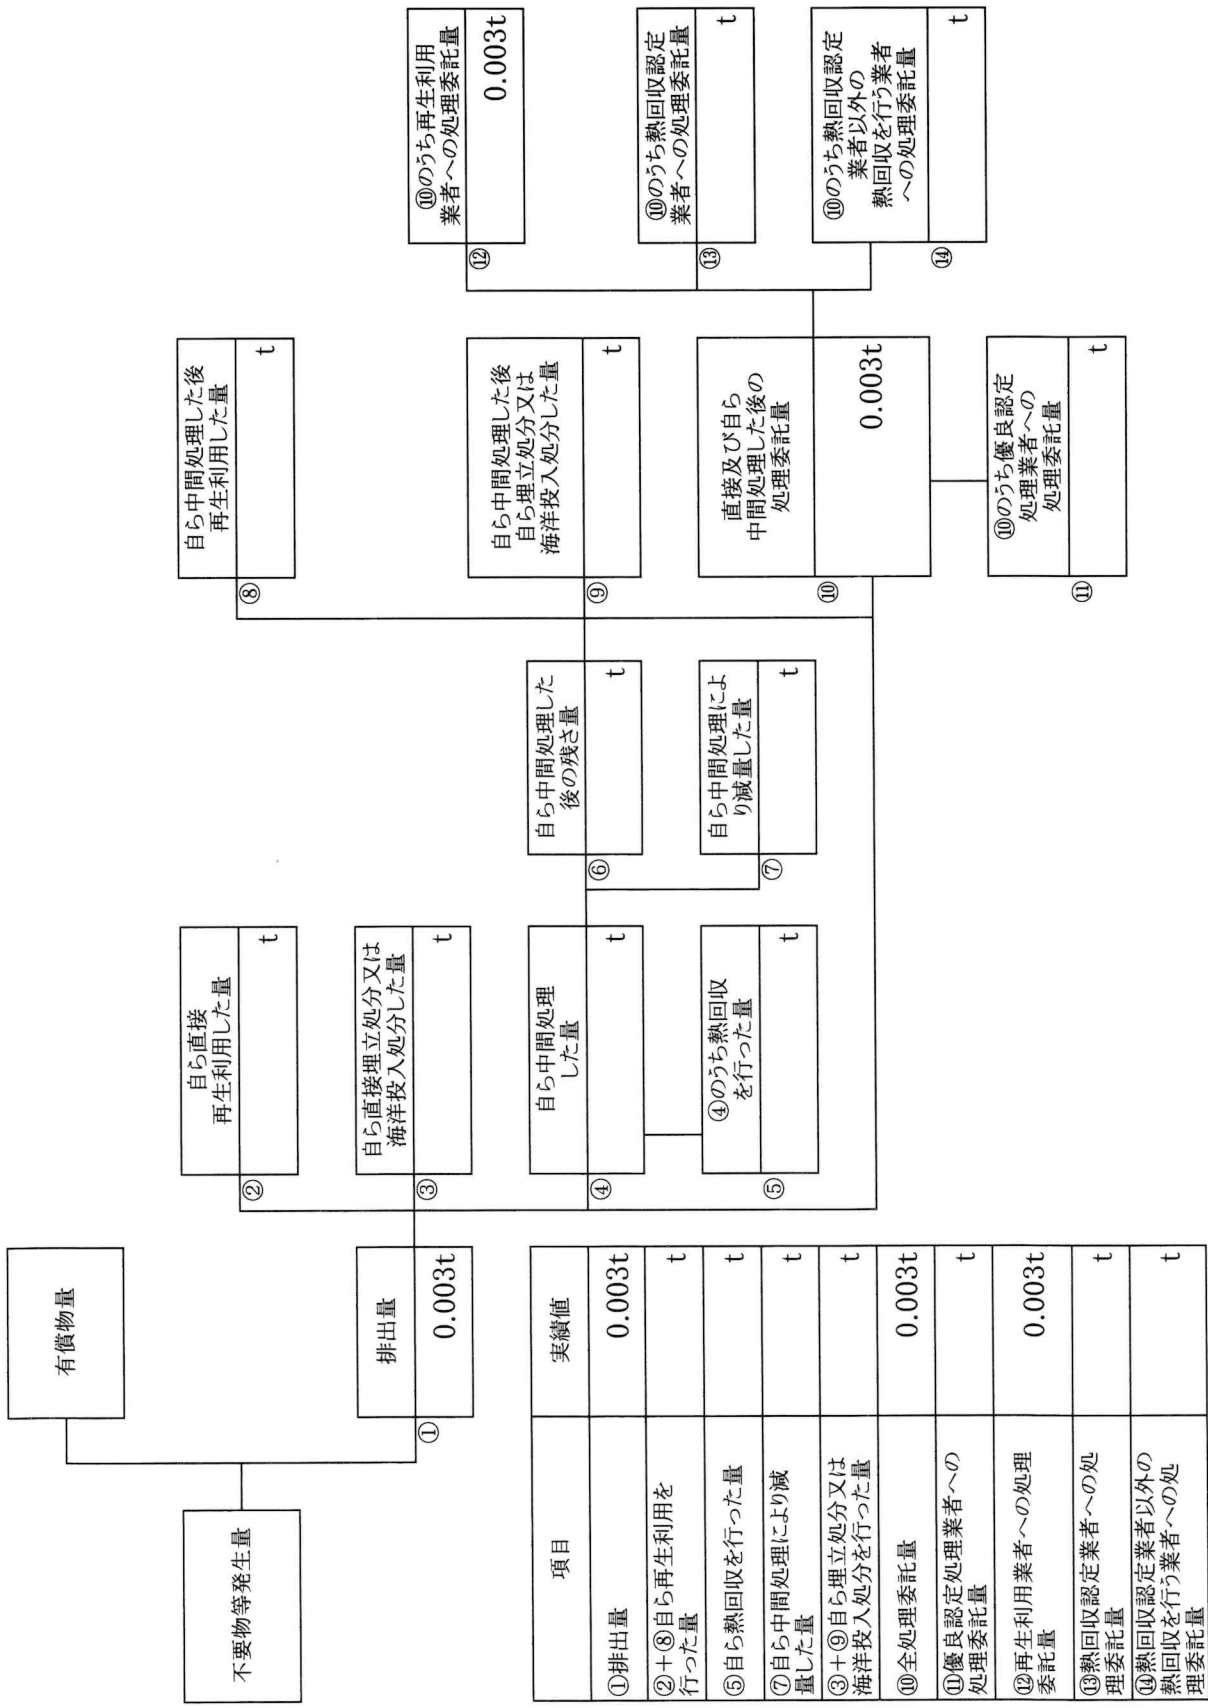 不要物等発生量
有償物量
排出量
①
0.003t
自ら直接
再生利用した量
②
t
自ら直接埋立処分又は
海洋投入処分した量
③
t
自ら中間処理
した量
④
t
④のうち熱回収
を行った量
⑤
t
自ら中間処理した
後の残さ量
⑥
t
自ら中間処理によ
り減量した量
⑦
t
自ら中間処理した後
再生利用した量
⑧
t
自ら中間処理した後
自ら埋立処分又は
海洋投入処分した量
⑨
t
直接及び自ら
中間処理した後の
処理委託量
⑩
0.003t
⑩のうち優良認定
処理業者への
処理委託量
⑪
t
⑩のうち再生利用
業者への処理委託量
⑫
0.003t
⑩のうち熱回収認定
業者への処理委託量
⑬
t
⑩のうち熱回収認定
業者以外の
熱回収を行う業者
への処理委託量
⑭
t
項目 実績値
①排出量 0.003t
②+⑧自ら再生利用を
行った量 t
⑤自ら熱回収を行った量 t
⑦自ら中間処理により減
量した量 t
③+⑨自ら埋立処分又は
海洋投入処分を行った量 t
⑩全処理委託量 0.003t
⑪優良認定処理業者への
処理委託量 t
⑫再生利用業者への処理
委託量 0.003t
⑬熱回収認定業者への処
理委託量 t
⑭熱回収認定業者以外の
熱回収を行う業者への処
理委託量 t